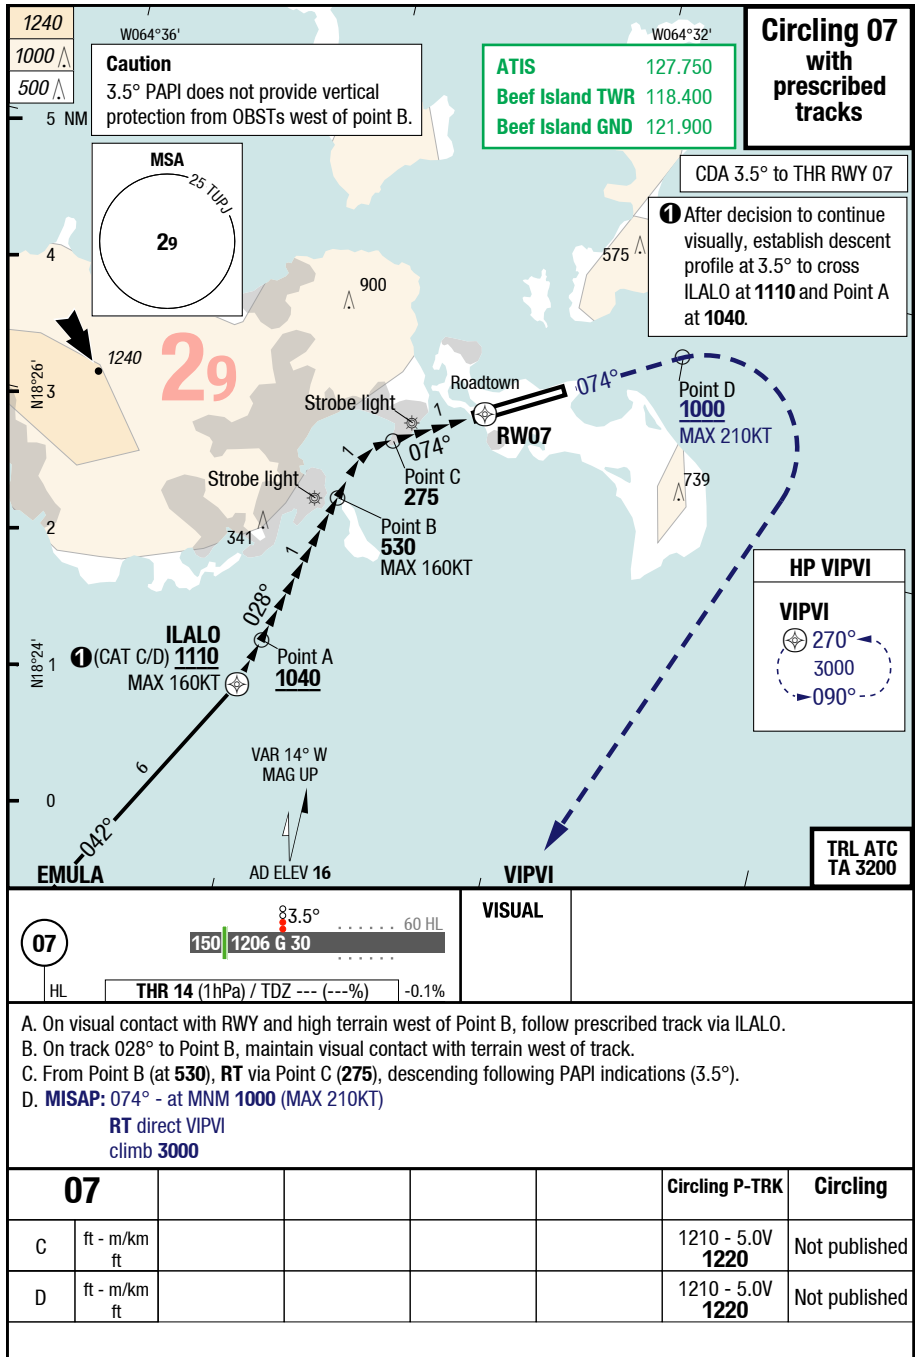 1240
1000
500
W064°36'
W064°32'
Circling 07
with
prescribed
tracks
Caution
3.5° PAPI does not provide vertical
protection from OBSTs west of point B.
ATIS 127.750
Beef Island TWR 118.400
Beef Island GND 121.900
5 NM
MSA
25 TUPJ
29
CDA 3.5° to THR RWY 07
1 After decision to continue
visually, establish descent
profile at 3.5° to cross
ILALO at 1110 and Point A
at 1040.
4
575
900
1240
29
N18°26'
3
Roadtown
074°
Point D
1000
MAX 210KT
Strobe light
1
RW07
074°
1
Point C
275
Strobe light
739
2
341
Point B
530
MAX 160KT
1
HP VIPVI
VIPVI
270°
3000
090°
028°
ILALO
1 (CAT C/D) 1110
MAX 160KT
Point A
1040
N18°24'
1
VAR 14° W
MAG UP
6
0
042°
EMULA
AD ELEV 16
VIPVI
TRL ATC
TA 3200
07
HL
3.5°
60 HL
150 1206 G 30
THR 14 (1hPa) / TDZ --- (---%) -0.1%
VISUAL
A. On visual contact with RWY and high terrain west of Point B, follow prescribed track via ILALO.
B. On track 028° to Point B, maintain visual contact with terrain west of track.
C. From Point B (at 530), RT via Point C (275), descending following PAPI indications (3.5°).
D. MISAP: 074° - at MNM 1000 (MAX 210KT)
RT direct VIPVI
climb 3000
07 Circling P-TRK Circling
C ft - m/km 1210 - 5.0V Not published
ft 1220
D ft - m/km 1210 - 5.0V Not published
ft 1220